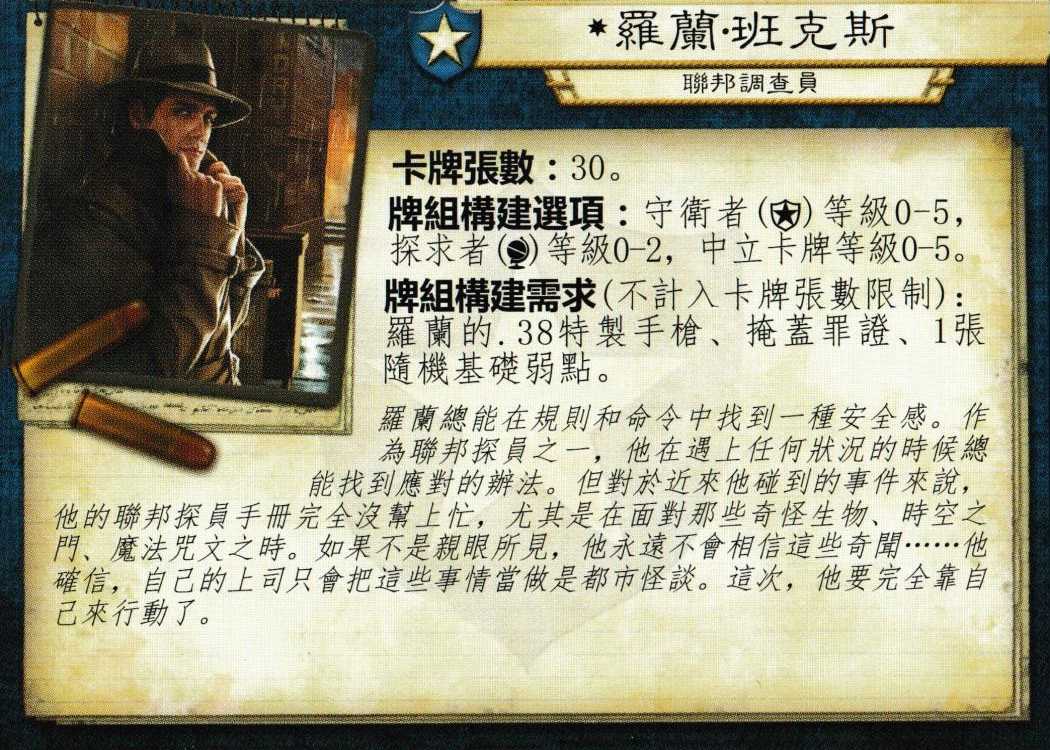 *羅蘭·班克斯
聯邦調查員
卡牌張數：30。
牌組構建選項：守衛者()等級0-5，
探求者()等級0-2，中立卡牌等級0-5。
牌組構建需求(不計入卡牌張數限制)：
羅蘭的.38特製手槍、掩蓋罪證、1張
隨機基礎弱點。
羅蘭總能在規則和命令中找到一種安全感。作
為聯邦探員之一，他在遇上任何狀況的時候總
能找到應對的辦法。但對於近來他碰到的事件來說，
他的聯邦探員手冊完全沒幫上忙，尤其是在面對那些奇怪生物、時空之
門、魔法咒文之時。如果不是親眼所見，他永遠不會相信這些奇聞……他
確信，自己的上司只會把這些事情當做是都市怪談。這次，他要完全靠自
己來行動了。